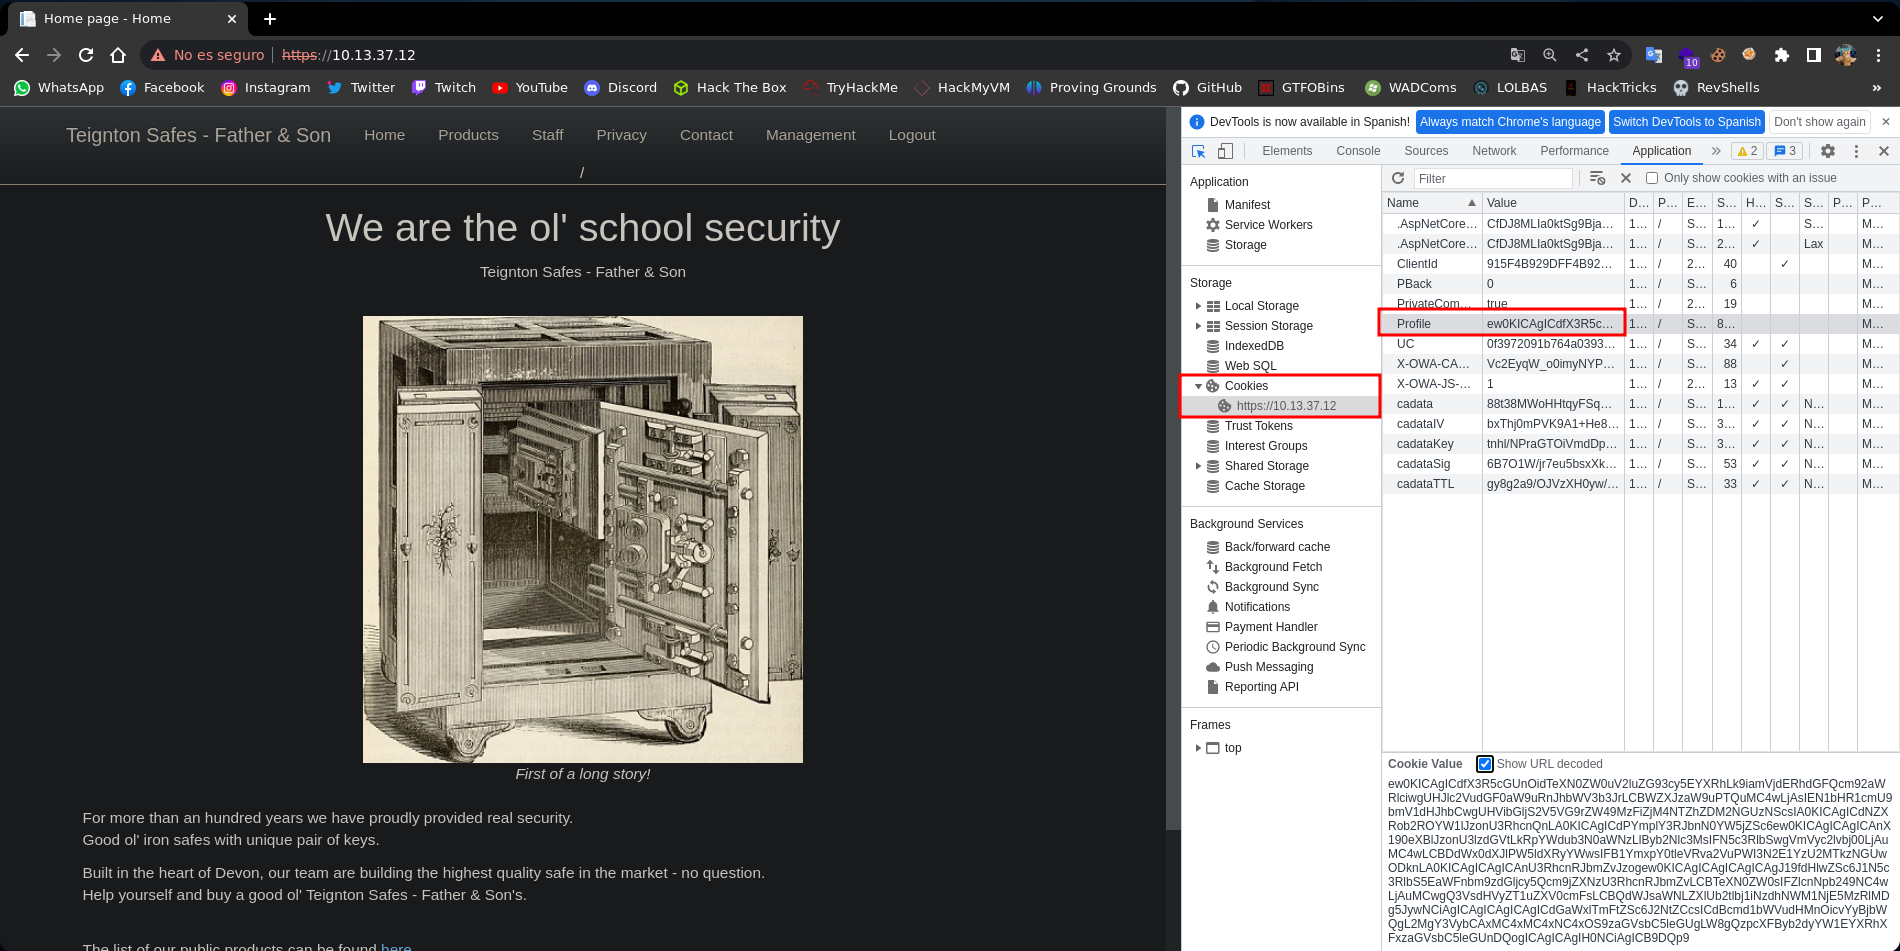 Home page - Home
No es seguro https://10.13.37.12
10
WhatsApp Facebook Instagram Twitter Twitch YouTube Discord Hack The Box TryHackMe HackMyVM Proving Grounds GitHub GTFOBins WADComs LOLBAS HackTricks RevShells »
Teignton Safes - Father & Son Home Products Staff Privacy Contact Management Logout
/
We are the ol' school security
Teignton Safes - Father & Son
First of a long story!
For more than an hundred years we have proudly provided real security.
Good ol' iron safes with unique pair of keys.
Built in the heart of Devon, our team are building the highest quality safe in the market - no question.
Help yourself and buy a good ol' Teignton Safes - Father & Son's.
The list of our public products can be found here
DevTools is now available in Spanish! Always match Chrome's language Switch DevTools to Spanish Don't show again
Elements Console Sources Network Performance Application » 2 3
Application
Manifest
Service Workers
Storage
Storage
Local Storage
Session Storage
IndexedDB
Web SQL
Cookies
https://10.13.37.12
Trust Tokens
Interest Groups
Shared Storage
Cache Storage
Background Services
Back/forward cache
Background Fetch
Background Sync
Notifications
Payment Handler
Periodic Background Sync
Push Messaging
Reporting API
Frames
top
Filter Only show cookies with an issue
Name Value D... P... E... S... H... S... S... P... P...
.AspNetCore... CfDJ8MLIa0ktSg9Bja... 1... / S... 1... ✓ S... M...
.AspNetCore... CfDJ8MLIa0ktSg9Bja... 1... / S... 2... ✓ Lax M...
ClientId 915F4B929DFF4B92... 1... / 2... 40 ✓ M...
PBack 0 1... / S... 6 M...
PrivateCom... true 1... / 2... 19 M...
Profile ew0KICAgICdfX3R5c... 1... / S... 8... M...
UC 0f3972091b764a0393... 1... / S... 34 ✓ ✓ M...
X-OWA-CA... Vc2EyqW_o0imyNYP... 1... / S... 88 ✓ M...
X-OWA-JS-... 1 1... / 2... 13 ✓ ✓ M...
cadata 88t38MWoHHtqyFSq... 1... / S... 1... ✓ ✓ N... M...
cadataIV bxThj0mPVK9A1+He8... 1... / S... 3... ✓ ✓ N... M...
cadataKey tnhl/NPraGTOiVmdDp... 1... / S... 3... ✓ ✓ N... M...
cadataSig 6B7O1W/jr7eu5bsxXk... 1... / S... 53 ✓ ✓ N... M...
cadataTTL gy8g2a9/OJVzXH0yw/... 1... / S... 33 ✓ ✓ N... M...
Cookie Value Show URL decoded